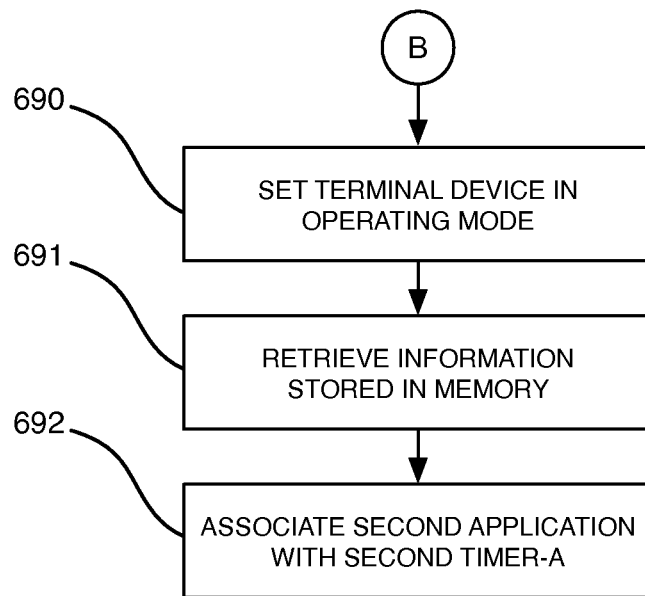 B
690
SET TERMINAL DEVICE IN
OPERATING MODE
691
RETRIEVE INFORMATION
STORED IN MEMORY
692
ASSOCIATE SECOND APPLICATION
WITH SECOND TIMER-A